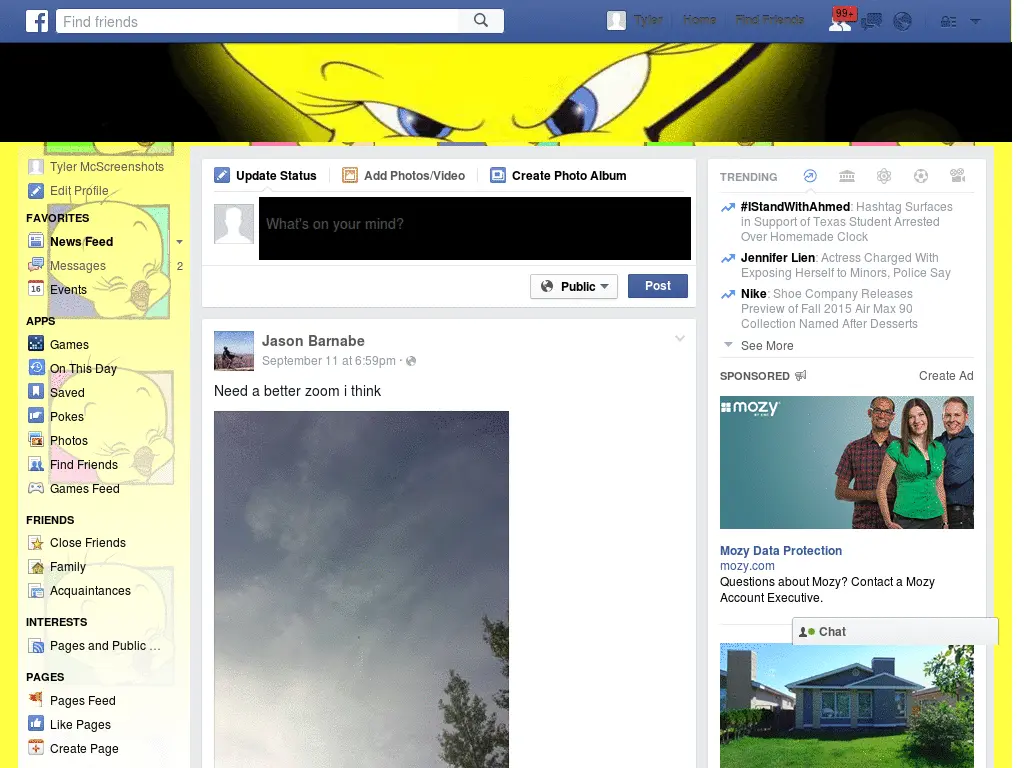 Find friends
Tyler
Home
Find Friends
99+
Tyler McScreenshots
Edit Profile
FAVORITES
News Feed
Messages
2
16
Events
APPS
Games
On This Day
Saved
Pokes
Photos
Find Friends
Games Feed
FRIENDS
Close Friends
Family
Acquaintances
INTERESTS
Pages and Public ...
PAGES
Pages Feed
Like Pages
Create Page
Update Status
Add Photos/Video
Create Photo Album
What's on your mind?
Public
Post
Jason Barnabe
September 11 at 6:59pm ·
Need a better zoom i think
TRENDING
#IStandWithAhmed: Hashtag Surfaces
in Support of Texas Student Arrested
Over Homemade Clock
Jennifer Lien: Actress Charged With
Exposing Herself to Minors, Police Say
Nike: Shoe Company Releases
Preview of Fall 2015 Air Max 90
Collection Named After Desserts
See More
SPONSORED
Create Ad
mozy
Mozy Data Protection
mozy.com
Questions about Mozy? Contact a Mozy
Account Executive.
Chat